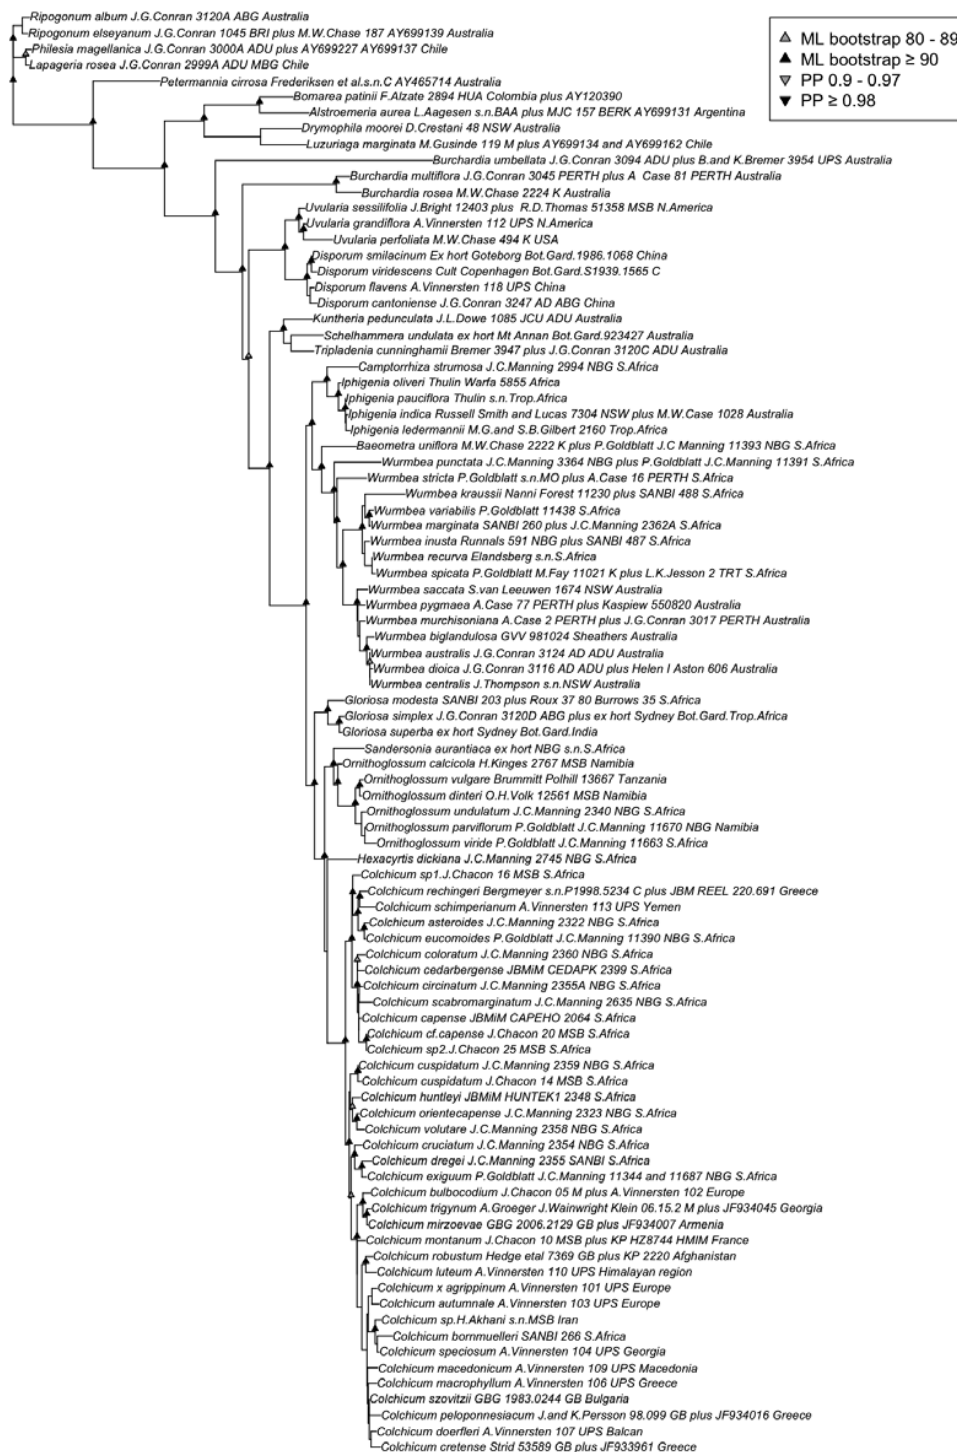 Ripogonum album J.G.Conran 3120A ABG Australia
Ripogonum elseyanum J.G.Conran 1045 BRI plus M.W.Chase 187 AY699139 Australia
Philesia magellanica J.G.Conran 3000A ADU plus AY699227 AY699137 Chile
Lapageria rosea J.G.Conran 2999A ADU MBG Chile
ML bootstrap 80 - 89
ML bootstrap ≥ 90
PP 0.9 - 0.97
PP ≥ 0.98
Petermannia cirrosa Frederiksen et al.s.n.C AY465714 Australia
Bomarea patinii F.Alzate 2894 HUA Colombia plus AY120390
Alstroemeria aurea L.Aagesen s.n.BAA plus MJC 157 BERK AY699131 Argentina
Drymophila moorei D.Crestani 48 NSW Australia
Luzuriaga marginata M.Gusinde 119 M plus AY699134 and AY699162 Chile
Burchardia umbellata J.G.Conran 3094 ADU plus B.and K.Bremer 3954 UPS Australia
Burchardia multiflora J.G.Conran 3045 PERTH plus A Case 81 PERTH Australia
Burchardia rosea M.W.Chase 2224 K Australia
Uvularia sessilifolia J.Bright 12403 plus R.D.Thomas 51358 MSB N.America
Uvularia grandiflora A.Vinnersten 112 UPS N.America
Uvularia perfoliata M.W.Chase 494 K USA
Disporum smilacinum Ex hort Goteborg Bot.Gard.1986.1068 China
Disporum viridescens Cult Copenhagen Bot.Gard.S1939.1565 C
Disporum flavens A.Vinnersten 118 UPS China
Disporum cantoniense J.G.Conran 3247 AD ABG China
Kuntheria pedunculata J.L.Dowe 1085 JCU ADU Australia
Schelhammera undulata ex hort Mt Annan Bot.Gard.923427 Australia
Tripladenia cunninghamii Bremer 3947 plus J.G.Conran 3120C ADU Australia
Camptorrhiza strumosa J.C.Manning 2994 NBG S.Africa
Iphigenia oliveri Thulin Warfa 5855 Africa
Iphigenia pauciflora Thulin s.n.Trop.Africa
Iphigenia indica Russell Smith and Lucas 7304 NSW plus M.W.Case 1028 Australia
Iphigenia ledermannii M.G.and S.B.Gilbert 2160 Trop.Africa
Baeometra uniflora M.W.Chase 2222 K plus P.Goldblatt J.C Manning 11393 NBG S.Africa
Wurmbea punctata J.C.Manning 3364 NBG plus P.Goldblatt J.C.Manning 11391 S.Africa
Wurmbea stricta P.Goldblatt s.n.MO plus A.Case 16 PERTH S.Africa
Wurmbea kraussii Nanni Forest 11230 plus SANBI 488 S.Africa
Wurmbea variabilis P.Goldblatt 11438 S.Africa
Wurmbea marginata SANBI 260 plus J.C.Manning 2362A S.Africa
Wurmbea inusta Runnals 591 NBG plus SANBI 487 S.Africa
Wurmbea recurva Elandsberg s.n.S.Africa
Wurmbea spicata P.Goldblatt M.Fay 11021 K plus L.K.Jesson 2 TRT S.Africa
Wurmbea saccata S.van Leeuwen 1674 NSW Australia
Wurmbea pygmaea A.Case 77 PERTH plus Kaspiew 550820 Australia
Wurmbea murchisoniana A.Case 2 PERTH plus J.G.Conran 3017 PERTH Australia
Wurmbea biglandulosa GVV 981024 Sheathers Australia
Wurmbea australis J.G.Conran 3124 AD ADU Australia
Wurmbea dioica J.G.Conran 3116 AD ADU plus Helen I Aston 606 Australia
Wurmbea centralis J.Thompson s.n.NSW Australia
Gloriosa modesta SANBI 203 plus Roux 37 80 Burrows 35 S.Africa
Gloriosa simplex J.G.Conran 3120D ABG plus ex hort Sydney Bot.Gard.Trop.Africa
Gloriosa superba ex hort Sydney Bot.Gard.India
Sandersonia aurantiaca ex hort NBG s.n.S.Africa
Ornithoglossum calcicola H.Kinges 2767 MSB Namibia
Ornithoglossum vulgare Brummitt Polhill 13667 Tanzania
Ornithoglossum dinteri O.H.Volk 12561 MSB Namibia
Ornithoglossum undulatum J.C.Manning 2340 NBG S.Africa
Ornithoglossum parviflorum P.Goldblatt J.C.Manning 11670 NBG Namibia
Ornithoglossum viride P.Goldblatt J.C.Manning 11663 S.Africa
Hexacyrtis dickiana J.C.Manning 2745 NBG S.Africa
Colchicum sp1.J.Chacon 16 MSB S.Africa
Colchicum rechingeri Bergmeyer s.n.P1998.5234 C plus JBM REEL 220.691 Greece
Colchicum schimperianum A.Vinnersten 113 UPS Yemen
Colchicum asteroides J.C.Manning 2322 NBG S.Africa
Colchicum eucomoides P.Goldblatt J.C.Manning 11390 NBG S.Africa
Colchicum coloratum J.C.Manning 2360 NBG S.Africa
Colchicum cedarbergense JBMiM CEDAPK 2399 S.Africa
Colchicum circinatum J.C.Manning 2355A NBG S.Africa
Colchicum scabromarginatum J.C.Manning 2635 NBG S.Africa
Colchicum capense JBMiM CAPEHO 2064 S.Africa
Colchicum cf.capense J.Chacon 20 MSB S.Africa
Colchicum sp2.J.Chacon 25 MSB S.Africa
Colchicum cuspidatum J.C.Manning 2359 NBG S.Africa
Colchicum cuspidatum J.Chacon 14 MSB S.Africa
Colchicum huntleyi JBMiM HUNTEK1 2348 S.Africa
Colchicum orientecapense J.C.Manning 2323 NBG S.Africa
Colchicum volutare J.C.Manning 2358 NBG S.Africa
Colchicum cruciatum J.C.Manning 2354 NBG S.Africa
Colchicum dregei J.C.Manning 2355 SANBI S.Africa
Colchicum exiguum P.Goldblatt J.C.Manning 11344 and 11687 NBG S.Africa
Colchicum bulbocodium J.Chacon 05 M plus A.Vinnersten 102 Europe
Colchicum trigynum A.Groeger J.Wainwright Klein 06.15.2 M plus JF934045 Georgia
Colchicum mirzoevae GBG 2006.2129 GB plus JF934007 Armenia
Colchicum montanum J.Chacon 10 MSB plus KP HZ8744 HMIM France
Colchicum robustum Hedge etal 7369 GB plus KP 2220 Afghanistan
Colchicum luteum A.Vinnersten 110 UPS Himalayan region
Colchicum x agrippinum A.Vinnersten 101 UPS Europe
Colchicum autumnale A.Vinnersten 103 UPS Europe
Colchicum sp.H.Akhani s.n.MSB Iran
Colchicum bornmuelleri SANBI 266 S.Africa
Colchicum speciosum A.Vinnersten 104 UPS Georgia
Colchicum macedonicum A.Vinnersten 109 UPS Macedonia
Colchicum macrophyllum A.Vinnersten 106 UPS Greece
Colchicum szovitzii GBG 1983.0244 GB Bulgaria
Colchicum peloponnesiacum J.and K.Persson 98.099 GB plus JF934016 Greece
Colchicum doerfleri A.Vinnersten 107 UPS Balcan
Colchicum cretense Strid 53589 GB plus JF933961 Greece